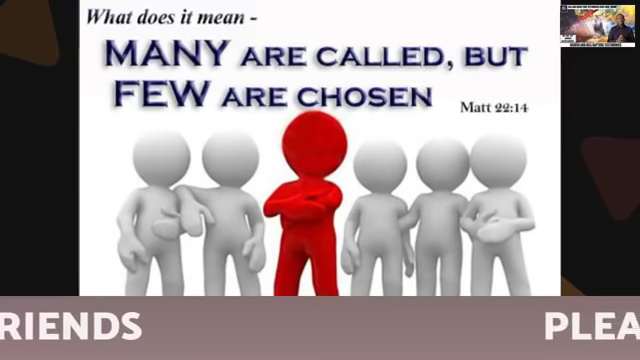 What does it mean -
MANY ARE CALLED, BUT
FEW ARE CHOSEN
Matt 22:14
RIENDS
PLEA